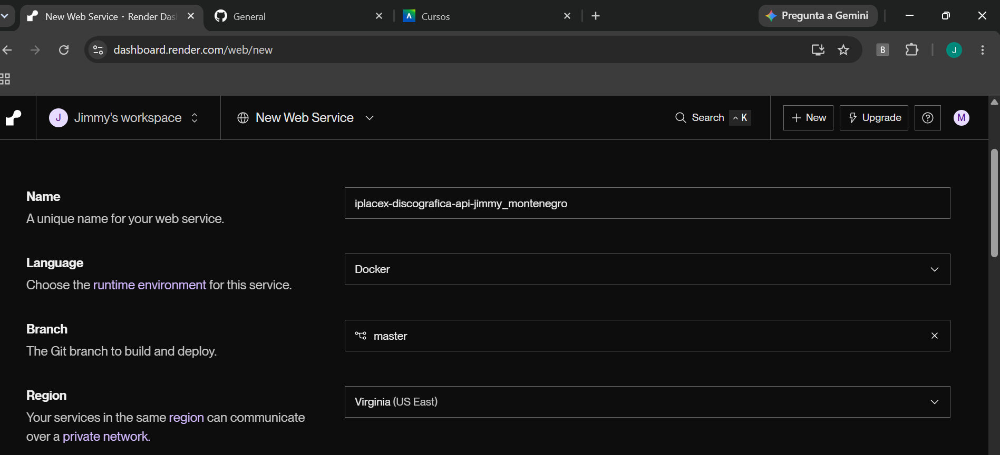 New Web Service · Render Das
General
Cursos
Pregunta a Gemini
dashboard.render.com/web/new
B
J
J
Jimmy's workspace
New Web Service
Search
^ K
+ New
Upgrade
?
M
Name
iplacex-discografica-api-jimmy_montenegro
A unique name for your web service.
Language
Docker
Choose the runtime environment for this service.
Branch
master
The Git branch to build and deploy.
Region
Virginia (US East)
Your services in the same region can communicate
over a private network.